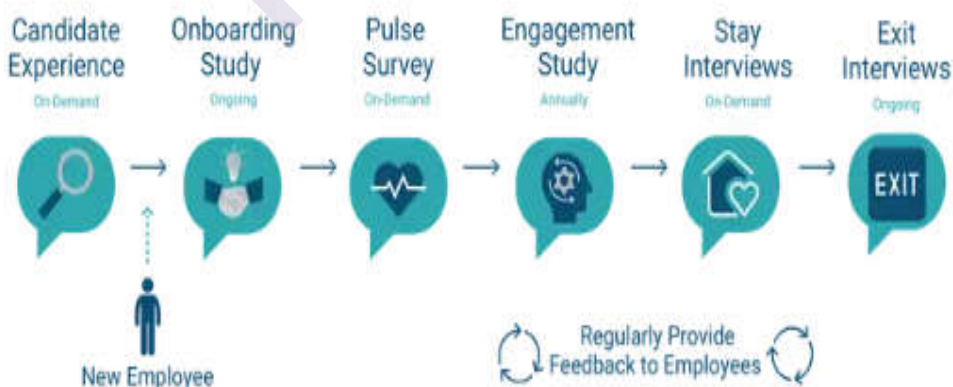 Candidate
Experience
On-Demand
Onboarding
Study
Ongoing
Pulse
Survey
On-Demand
Engagement
Study
Annually
Stay
Interviews
On-Demand
Exit
Interviews
Ongoing
EXIT
New Employee
Regularly Provide
Feedback to Employees